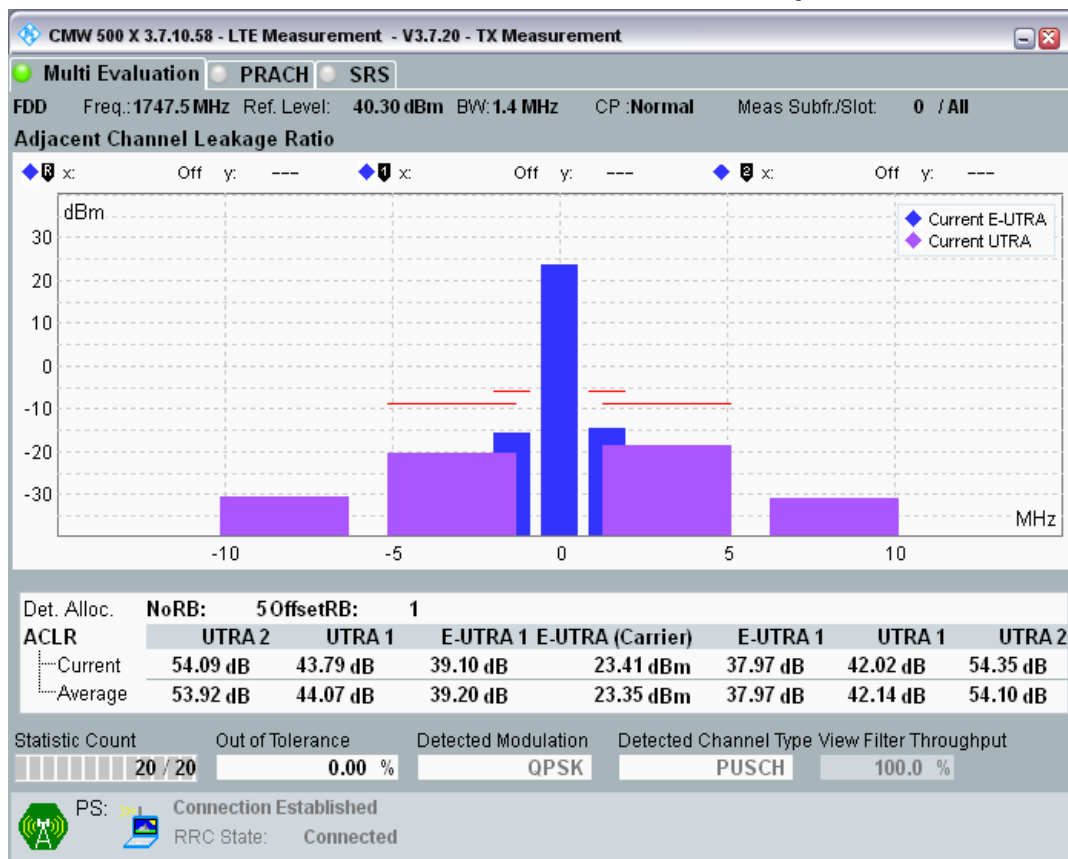 CMW 500 X 3.7.10.58 - LTE Measurement - V3.7.20 - TX Measurement
Multi Evaluation PRACH SRS
FDD Freq.:1747.5 MHz Ref. Level: 40.30 dBm BW:1.4 MHz CP :Normal Meas Subfr./Slot: 0 / All
Adjacent Channel Leakage Ratio
R x: Off y: --- 1 x: Off y: --- 2 x: Off y: ---
dBm
Current E-UTRA
Current UTRA
30
20
10
0
-10
-20
-30
MHz
-10 -5 0 5 10
Det. Alloc. NoRB: 5 OffsetRB: 1
ACLR UTRA 2 UTRA 1 E-UTRA 1 E-UTRA (Carrier) E-UTRA 1 UTRA 1 UTRA 2
Current 54.09 dB 43.79 dB 39.10 dB 23.41 dBm 37.97 dB 42.02 dB 54.35 dB
Average 53.92 dB 44.07 dB 39.20 dB 23.35 dBm 37.97 dB 42.14 dB 54.10 dB
Statistic Count Out of Tolerance Detected Modulation Detected Channel Type View Filter Throughput
20 / 20 0.00 % QPSK PUSCH 100.0 %
PS: Connection Established
RRC State: Connected